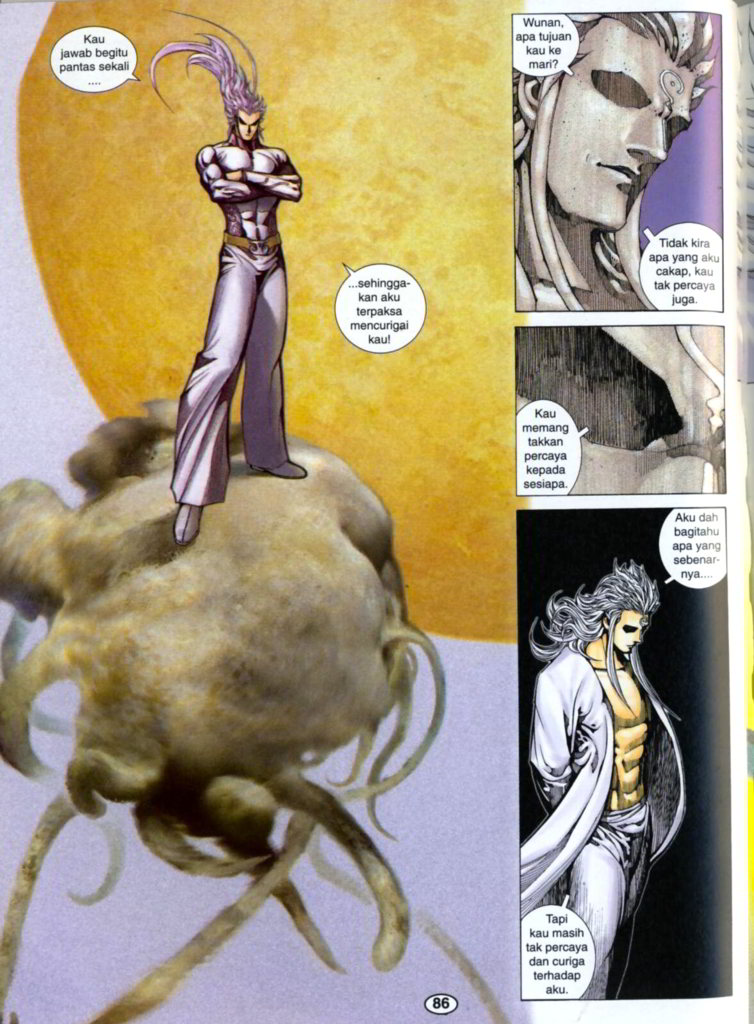 Kau
jawab begitu
pantas sekali
....
...sehingga-
kan aku
terpaksa
mencurigai
kau!
Wunan,
apa tujuan
kau ke
mari?
Tidak kira
apa yang aku
cakap, kau
tak percaya
juga.
Kau
memang
takkan
percaya
kepada
sesiapa.
Aku dah
bagitahu
apa yang
sebenar-
nya....
Tapi
kau masih
tak percaya
dan curiga
terhadap
aku.
86